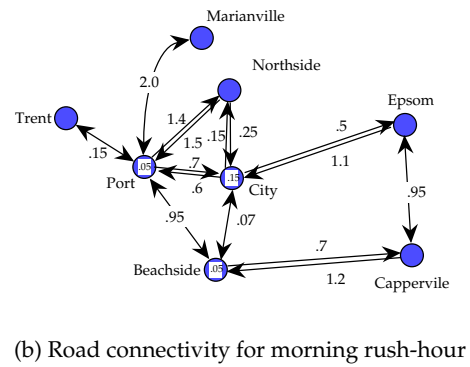 Marianville
Northside
Epsom
Trent
2.0
1.4
1.5
.15
.25
.5
1.1
.15
.05
.7
.6
.15
Port
City
.95
.07
.95
Beachside
.05
.7
1.2
Cappervile
(b) Road connectivity for morning rush-hour